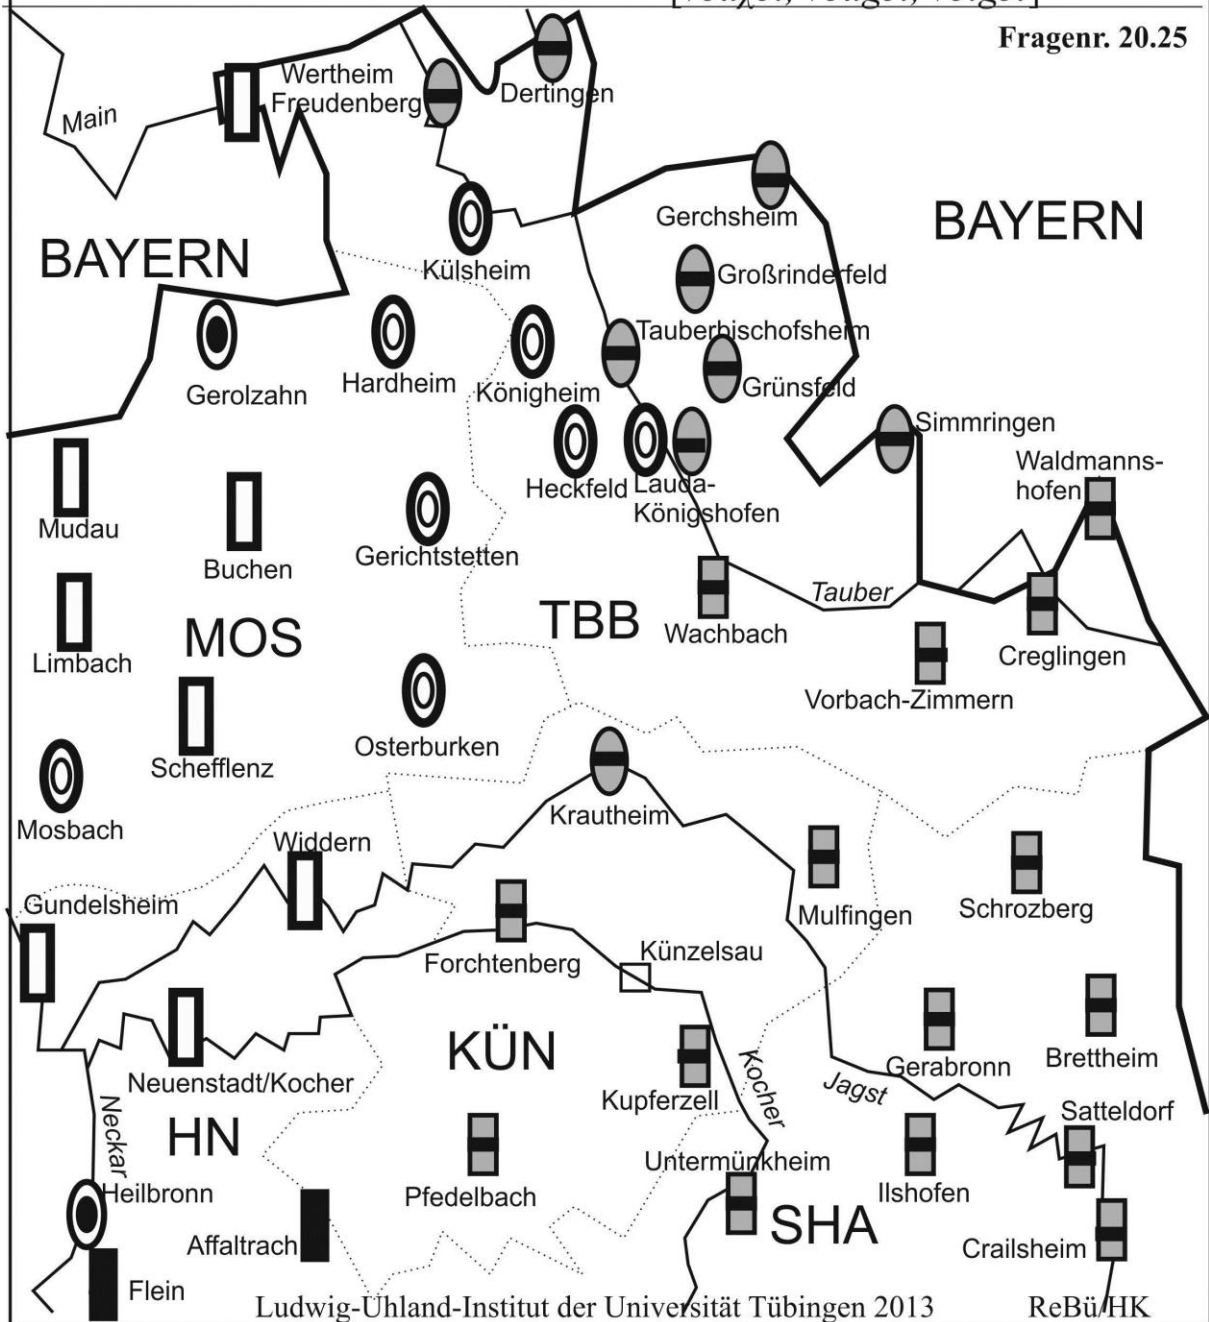 Fragenr. 20.25
Wertheim
Freudenberg
Dertingen
Main
Gerchsheim
BAYERN
BAYERN
Külsheim
Großrinderfeld
Tauberbischofsheim
Gerolzahn
Hardheim
Königheim
Grünsfeld
Simmringen
Waldmanns-
hofen
Heckfeld
Lauda-
Königshofen
Mudau
Buchen
Gerichtstetten
Tauber
TBB
Wachbach
MOS
Limbach
Creglingen
Vorbach-Zimmern
Osterburken
Schefflenz
Mosbach
Krautheim
Widdern
Gundelsheim
Mulfingen
Schrozberg
Künzelsau
Forchtenberg
KÜN
Gerabronn
Brettheim
Neuenstadt/Kocher
Kupferzell
Kocher
Jagst
Satteldorf
Neckar
HN
Untermünkheim
Heilbronn
Pfedelbach
Ilshofen
SHA
Affaltrach
Crailsheim
Flein
Ludwig-Uhland-Institut der Universität Tübingen 2013
ReBü/HK